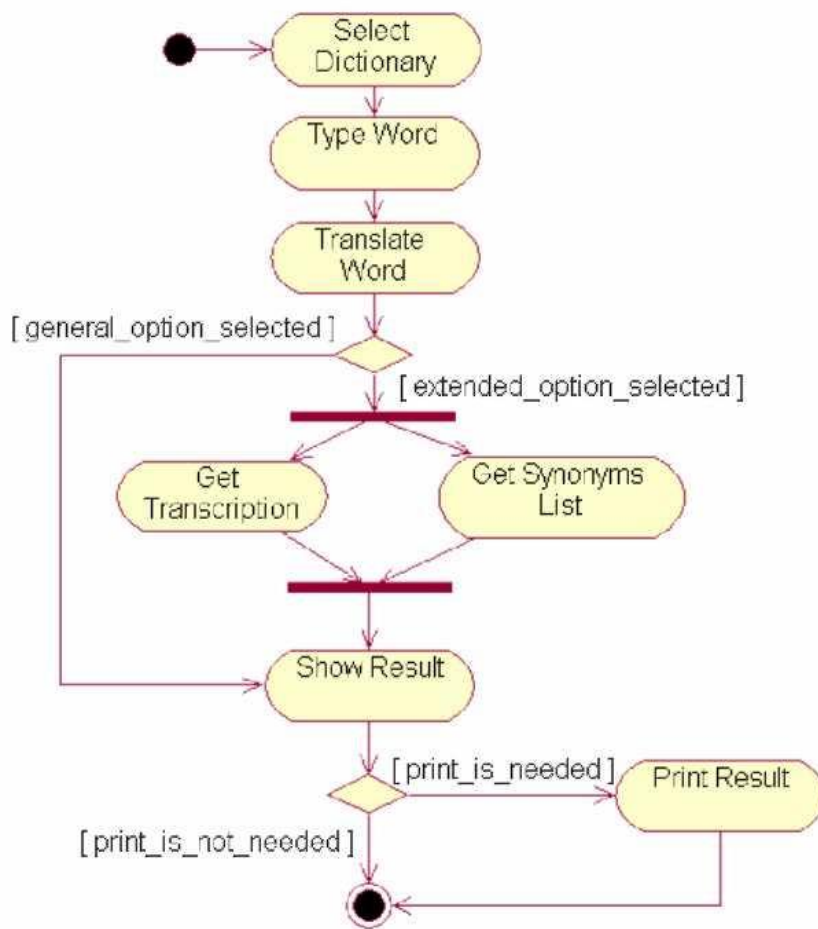 Select
Dictionary
Type Word
Translate
Word
[ general_option_selected ]
[ extended_option_selected ]
Get
Transcription
Get Synonyms
List
Show Result
[ print_is_needed ]
Print Result
[ print_is_not_needed ]